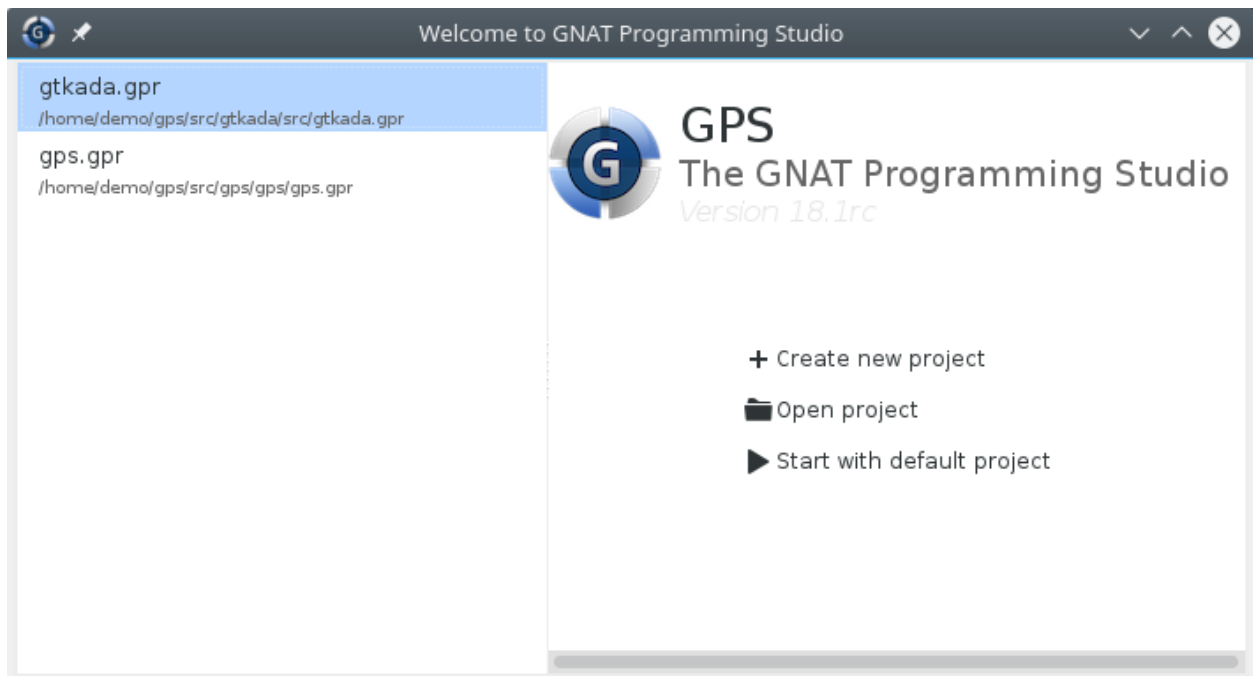 Welcome to GNAT Programming Studio
gtkada.gpr
/home/demo/gps/src/gtkada/src/gtkada.gpr
gps.gpr
/home/demo/gps/src/gps/gps/gps.gpr
G
GPS
The GNAT Programming Studio
Version 18.1rc
Create new project
Open project
Start with default project